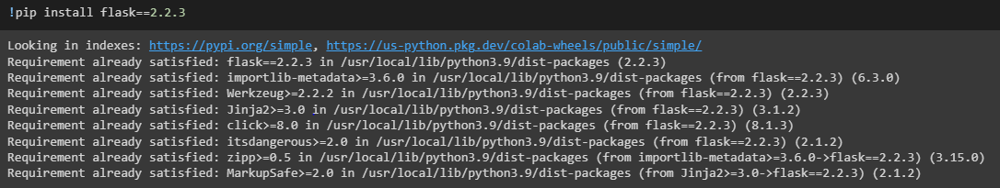 !pip install flask==2.2.3
Looking in indexes: https://pypi.org/simple, https://us-python.pkg.dev/colab-wheels/public/simple/
Requirement already satisfied: flask==2.2.3 in /usr/local/lib/python3.9/dist-packages (2.2.3)
Requirement already satisfied: importlib-metadata>=3.6.0 in /usr/local/lib/python3.9/dist-packages (from flask==2.2.3) (6.3.0)
Requirement already satisfied: Werkzeug>=2.2.2 in /usr/local/lib/python3.9/dist-packages (from flask==2.2.3) (2.2.3)
Requirement already satisfied: Jinja2>=3.0 in /usr/local/lib/python3.9/dist-packages (from flask==2.2.3) (3.1.2)
Requirement already satisfied: click>=8.0 in /usr/local/lib/python3.9/dist-packages (from flask==2.2.3) (8.1.3)
Requirement already satisfied: itsdangerous>=2.0 in /usr/local/lib/python3.9/dist-packages (from flask==2.2.3) (2.1.2)
Requirement already satisfied: zipp>=0.5 in /usr/local/lib/python3.9/dist-packages (from importlib-metadata>=3.6.0->flask==2.2.3) (3.15.0)
Requirement already satisfied: MarkupSafe>=2.0 in /usr/local/lib/python3.9/dist-packages (from Jinja2>=3.0->flask==2.2.3) (2.1.2)